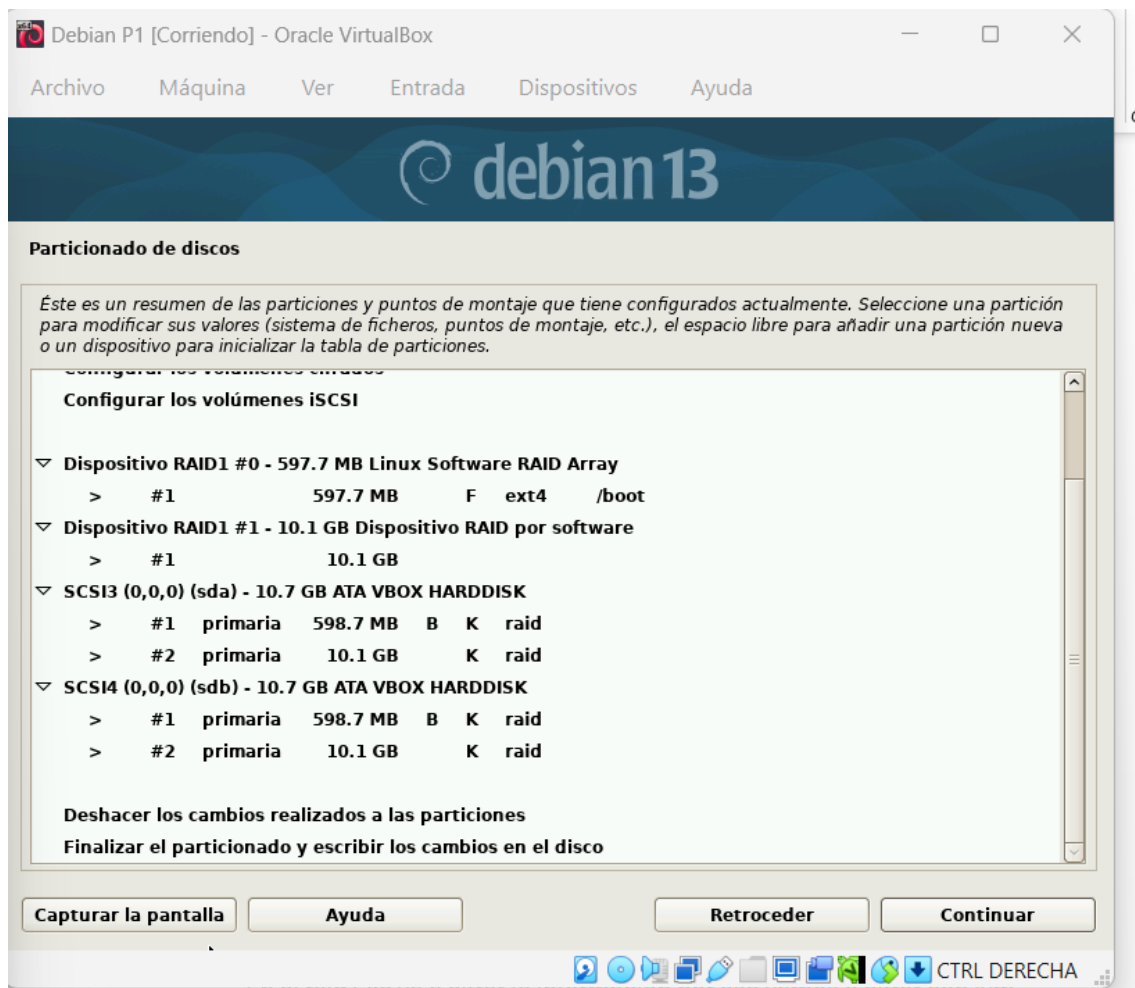 Debian P1 [Corriendo] - Oracle VirtualBox
Archivo Máquina Ver Entrada Dispositivos Ayuda
debian 13
Particionado de discos
Éste es un resumen de las particiones y puntos de montaje que tiene configurados actualmente. Seleccione una partición
para modificar sus valores (sistema de ficheros, puntos de montaje, etc.), el espacio libre para añadir una partición nueva
o un dispositivo para inicializar la tabla de particiones.
Configurar los volúmenes cifrados
Configurar los volúmenes iSCSI
Dispositivo RAID1 #0 - 597.7 MB Linux Software RAID Array
> #1 597.7 MB F ext4 /boot
Dispositivo RAID1 #1 - 10.1 GB Dispositivo RAID por software
> #1 10.1 GB
SCSI3 (0,0,0) (sda) - 10.7 GB ATA VBOX HARDDISK
> #1 primaria 598.7 MB B K raid
> #2 primaria 10.1 GB K raid
SCSI4 (0,0,0) (sdb) - 10.7 GB ATA VBOX HARDDISK
> #1 primaria 598.7 MB B K raid
> #2 primaria 10.1 GB K raid
Deshacer los cambios realizados a las particiones
Finalizar el particionado y escribir los cambios en el disco
Capturar la pantalla Ayuda Retroceder Continuar
CTRL DERECHA